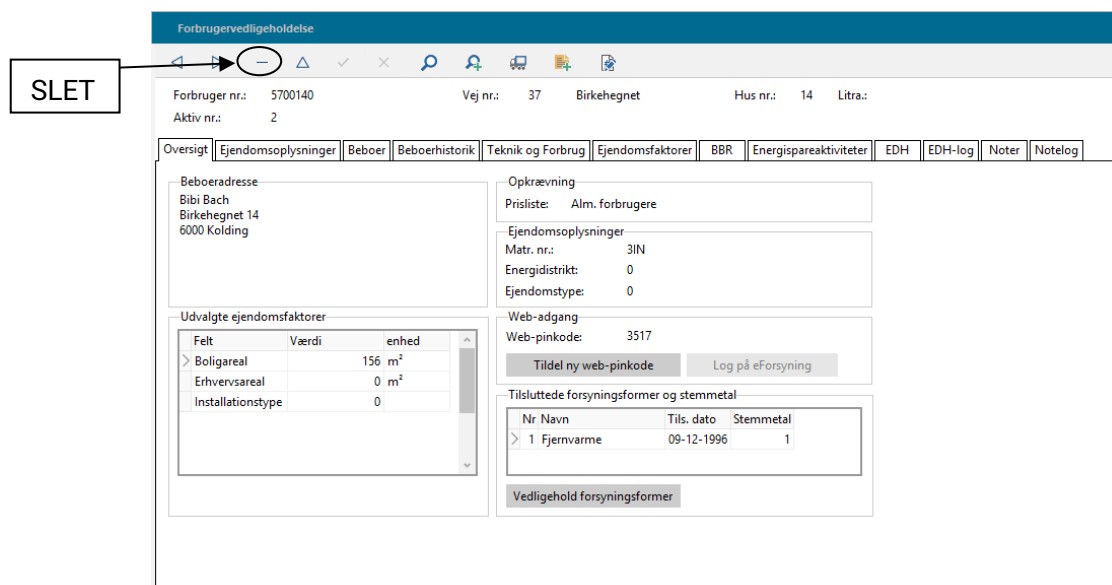 Forbrugervedligeholdelse
SLET
Forbruger nr.: 5700140 Vej nr.: 37 Birkehegnet Hus nr.: 14 Litra.:
Aktiv nr.: 2
Oversigt Ejendomsoplysninger Beboer Beboerhistorik Teknik og Forbrug Ejendomsfaktorer BBR Energispareaktiviteter EDH EDH-log Noter Notelog
Beboeradresse
Bibi Bach
Birkehegnet 14
6000 Kolding
Opkrævning
Prisliste: Alm. forbrugere
Ejendomsoplysninger
Matr. nr.: 3IN
Energidistrikt: 0
Ejendomstype: 0
Udvalgte ejendomsfaktorer
Felt Værdi enhed
Boligareal 156 m²
Erhvervsareal 0 m²
Installationstype 0
Web-adgang
Web-pinkode: 3517
Tildel ny web-pinkode Log på eForsyning
Tilsluttede forsyningsformer og stemmetal
Nr Navn Tils. dato Stemmetal
1 Fjernvarme 09-12-1996 1
Vedligehold forsyningsformer